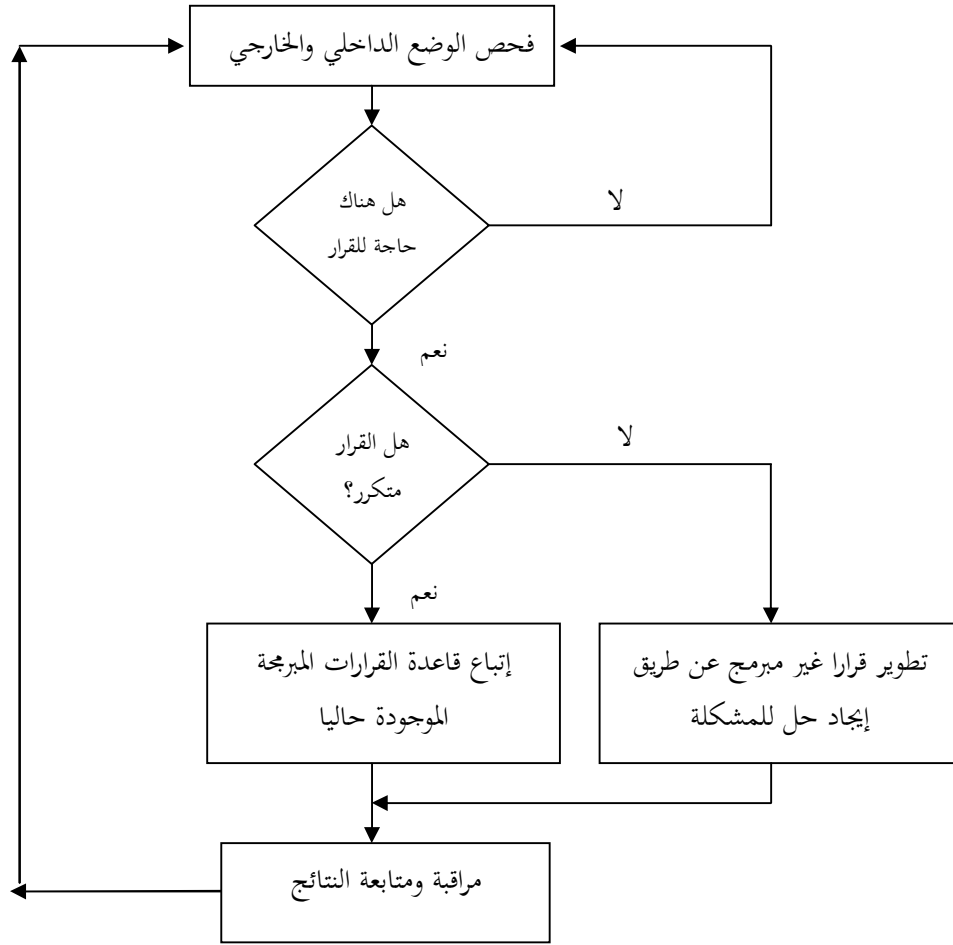 فحص الوضع الداخلي والخارجي
هل هناك
حاجة للقرار
لا
نعم
هل القرار
متكرر؟
لا
نعم
إتباع قاعدة القرارات المبرمجة
الموجودة حاليا
تطوير قرارا غير مبرمج عن طريق
إيجاد حل للمشكلة
مراقبة ومتابعة النتائج